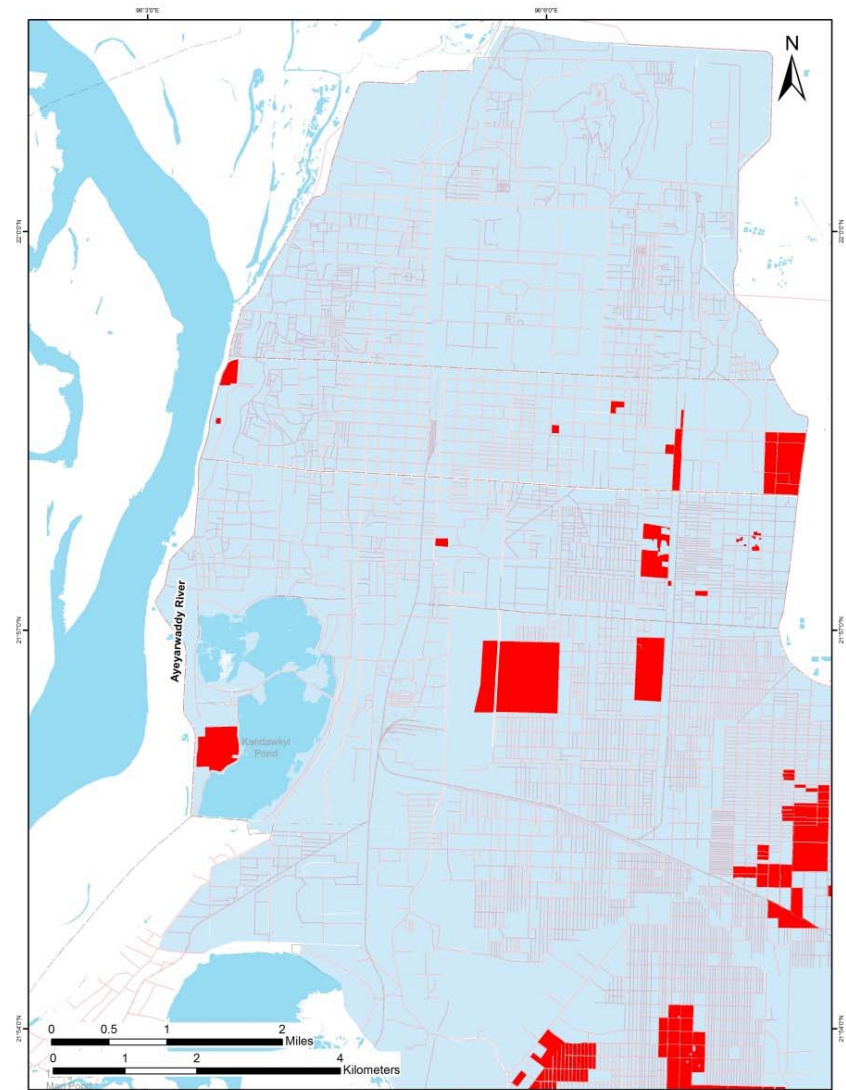 96°3'0"E
96°6'0"E
N
22°0'0"N
22°0'0"N
Ayeyarwaddy River
21°57'0"N
21°57'0"N
Kandawkyi
Pond
21°54'0"N
21°54'0"N
0 0.5 1 2
Miles
0 1 2 4
Kilometers
Pond